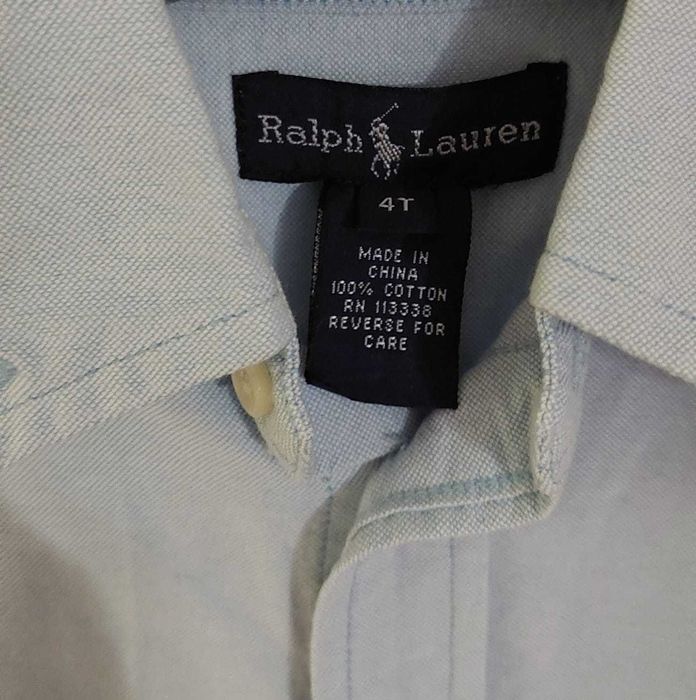 Ralph Lauren
4T
MADE IN
CHINA
100% COTTON
RN 113338
REVERSE FOR
CARE